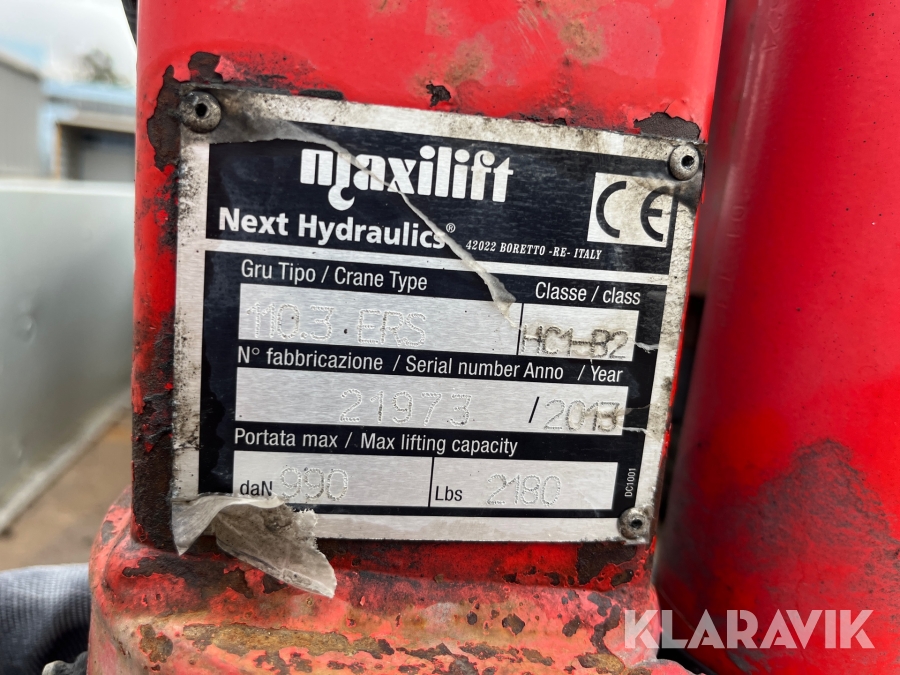 maxilift
CE
Next Hydraulics® 42022 BORETTO -RE- ITALY
Gru Tipo / Crane Type Classe / class
110.3 ERS HC1-B2
N° fabbricazione / Serial number Anno / Year
21973 / 2013
Portata max / Max lifting capacity
daN 990 Lbs 2180
DC1001
KLARAVIK